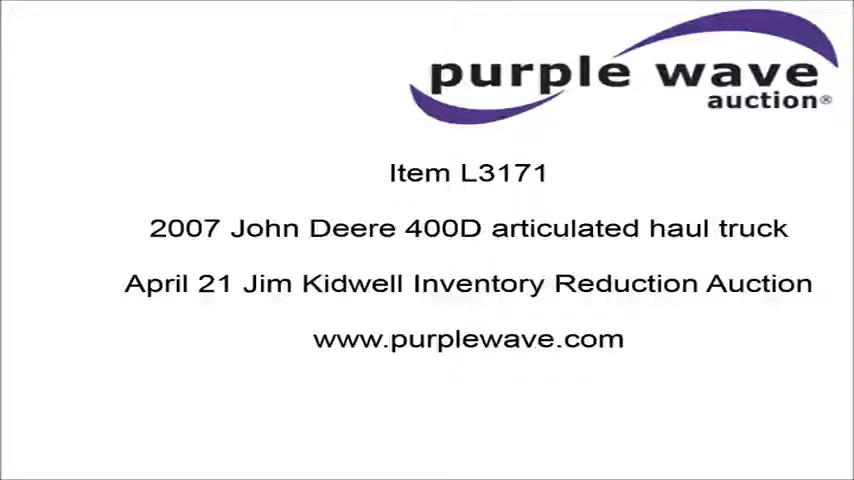 purple wave
auction®
Item L3171
2007 John Deere 400D articulated haul truck
April 21 Jim Kidwell Inventory Reduction Auction
www.purplewave.com